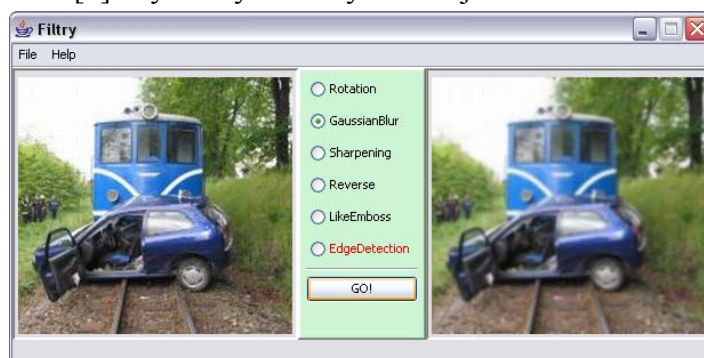 Filtry
File Help
Rotation
GaussianBlur
Sharpening
Reverse
LikeEmboss
EdgeDetection
GO!